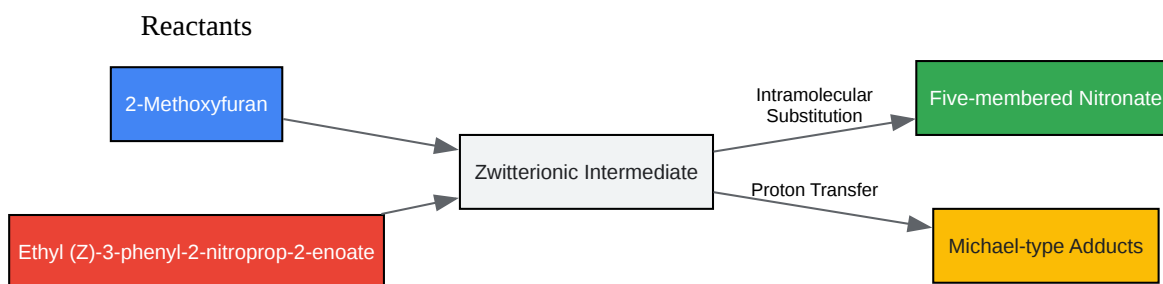 Reactants
2-Methoxyfuran
Ethyl (Z)-3-phenyl-2-nitroprop-2-enoate
Zwitterionic Intermediate
Intramolecular
Substitution
Proton Transfer
Five-membered Nitronate
Michael-type Adducts